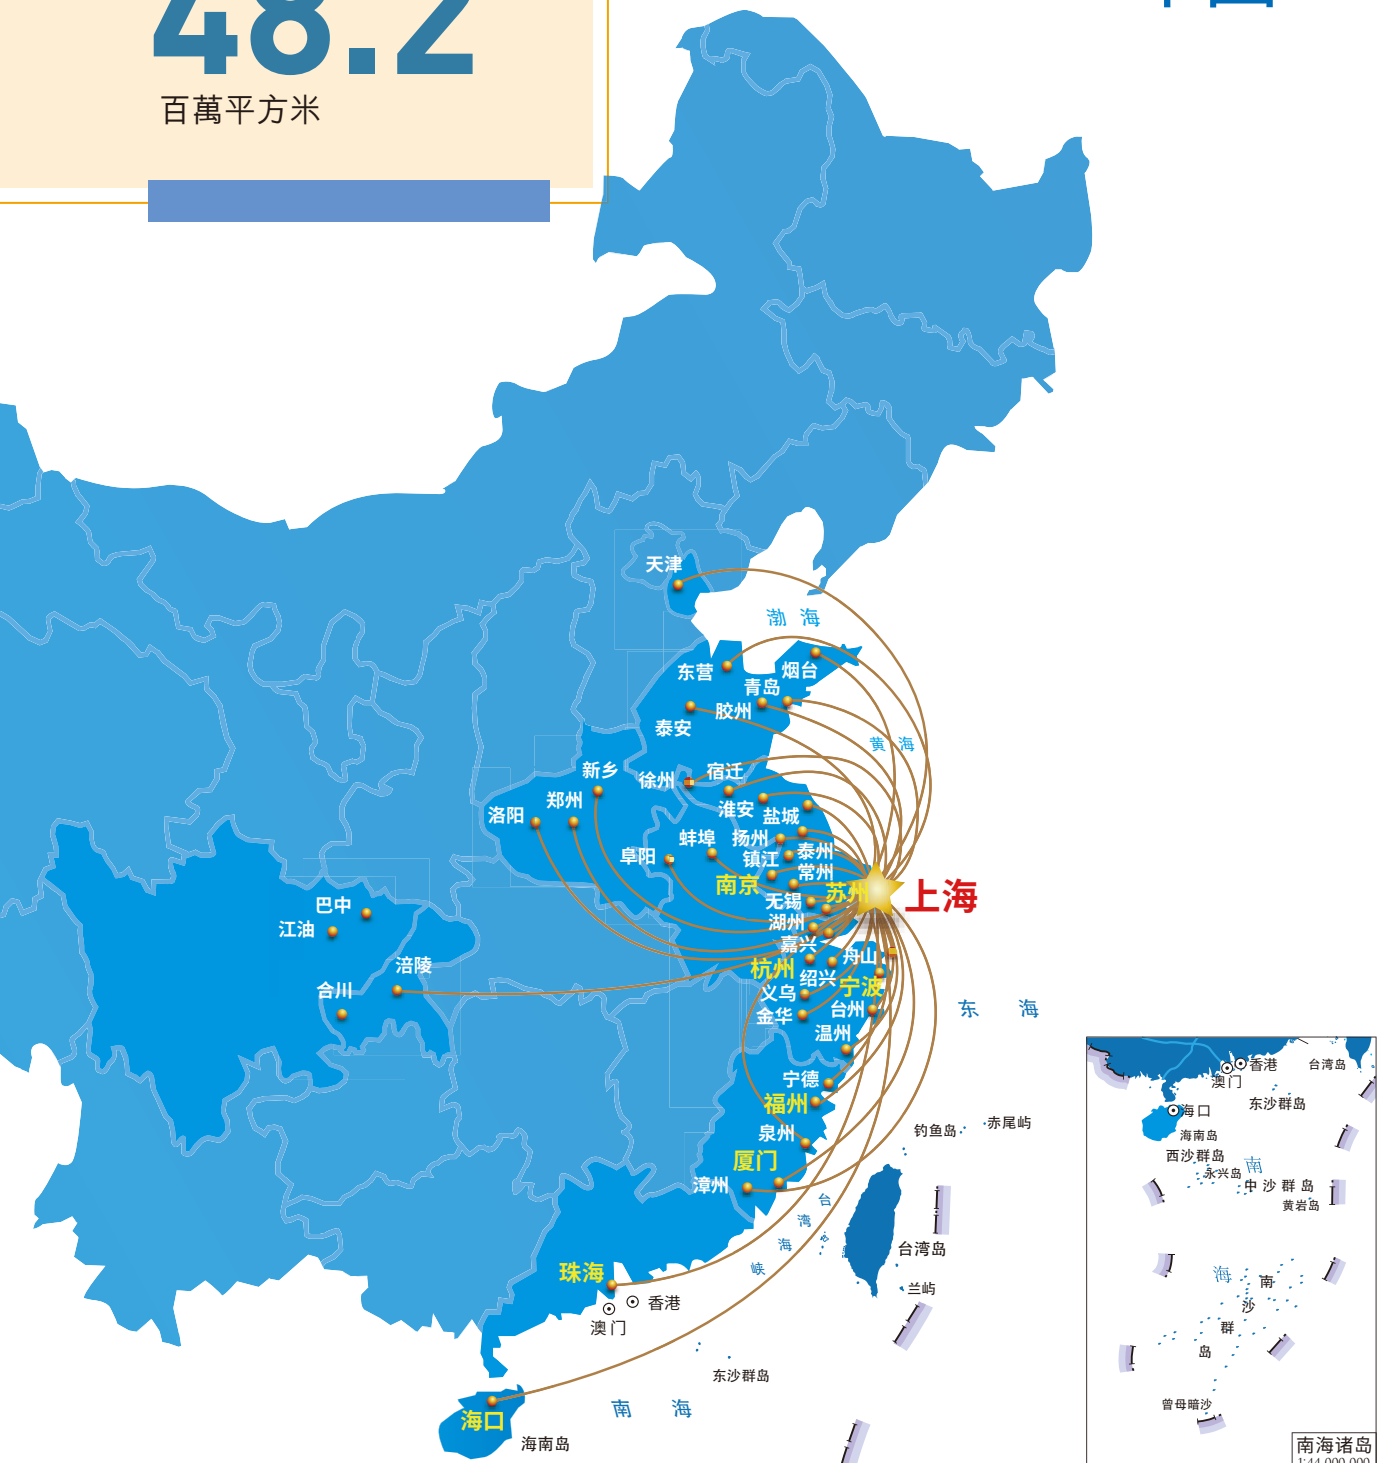 48.2
百萬平方米
天津
渤 海
东营
烟台
青岛
胶州
泰安
黄 海
新乡
徐州
宿迁
郑州
洛阳
淮安
盐城
蚌埠
扬州
阜阳
镇江
泰州
常州
南京
苏州
上海
无锡
湖州
嘉兴
杭州
舟山
绍兴
宁波
义乌
金华
台州
温州
巴中
江油
涪陵
合川
东 海
宁德
福州
泉州
厦门
漳州
钓鱼岛
赤尾屿
台
湾
海
峡
台湾岛
兰屿
珠海
香港
澳门
东沙群岛
南 海
海口
海南岛
香港
澳门
台湾岛
海口
东沙群岛
海南岛
西沙群岛
南
永兴岛
中沙群岛
黄岩岛
海
南
沙
群
岛
曾母暗沙
南海诸岛
1:44 000 000